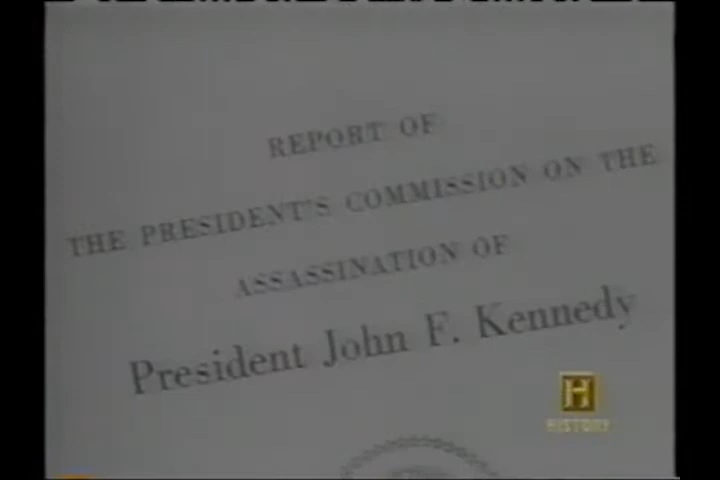 REPORT OF
THE PRESIDENT'S COMMISSION ON THE
ASSASSINATION OF
President John F. Kennedy
H
HISTORY